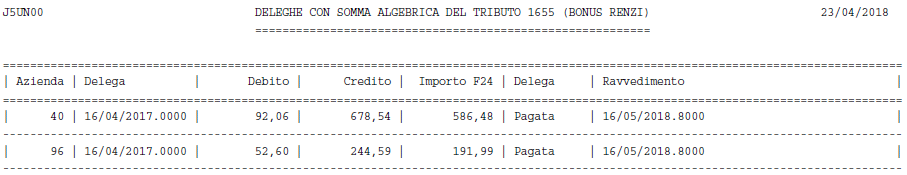 J5UN00 DELEGHE CON SOMMA ALGEBRICA DEL TRIBUTO 1655 (BONUS RENZI) 23/04/2018
==========================================================
| Azienda | Delega | Debito | Credito | Importo F24 | Delega | Ravvedimento |
| 40 | 16/04/2017.0000 | 92,06 | 678,54 | 586,48 | Pagata | 16/05/2018.8000 |
| 96 | 16/04/2017.0000 | 52,60 | 244,59 | 191,99 | Pagata | 16/05/2018.8000 |